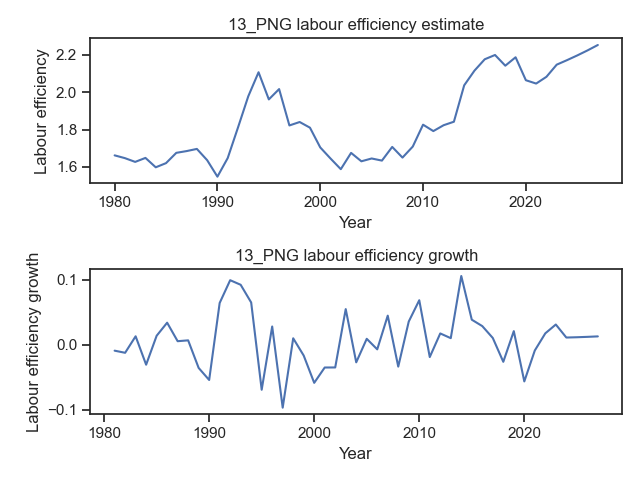 13_PNG labour efficiency estimate
Labour efficiency
2.2
2.0
1.8
1.6
1980 1990 2000 2010 2020
Year
13_PNG labour efficiency growth
Labour efficiency growth
0.1
0.0
−0.1
1980 1990 2000 2010 2020
Year